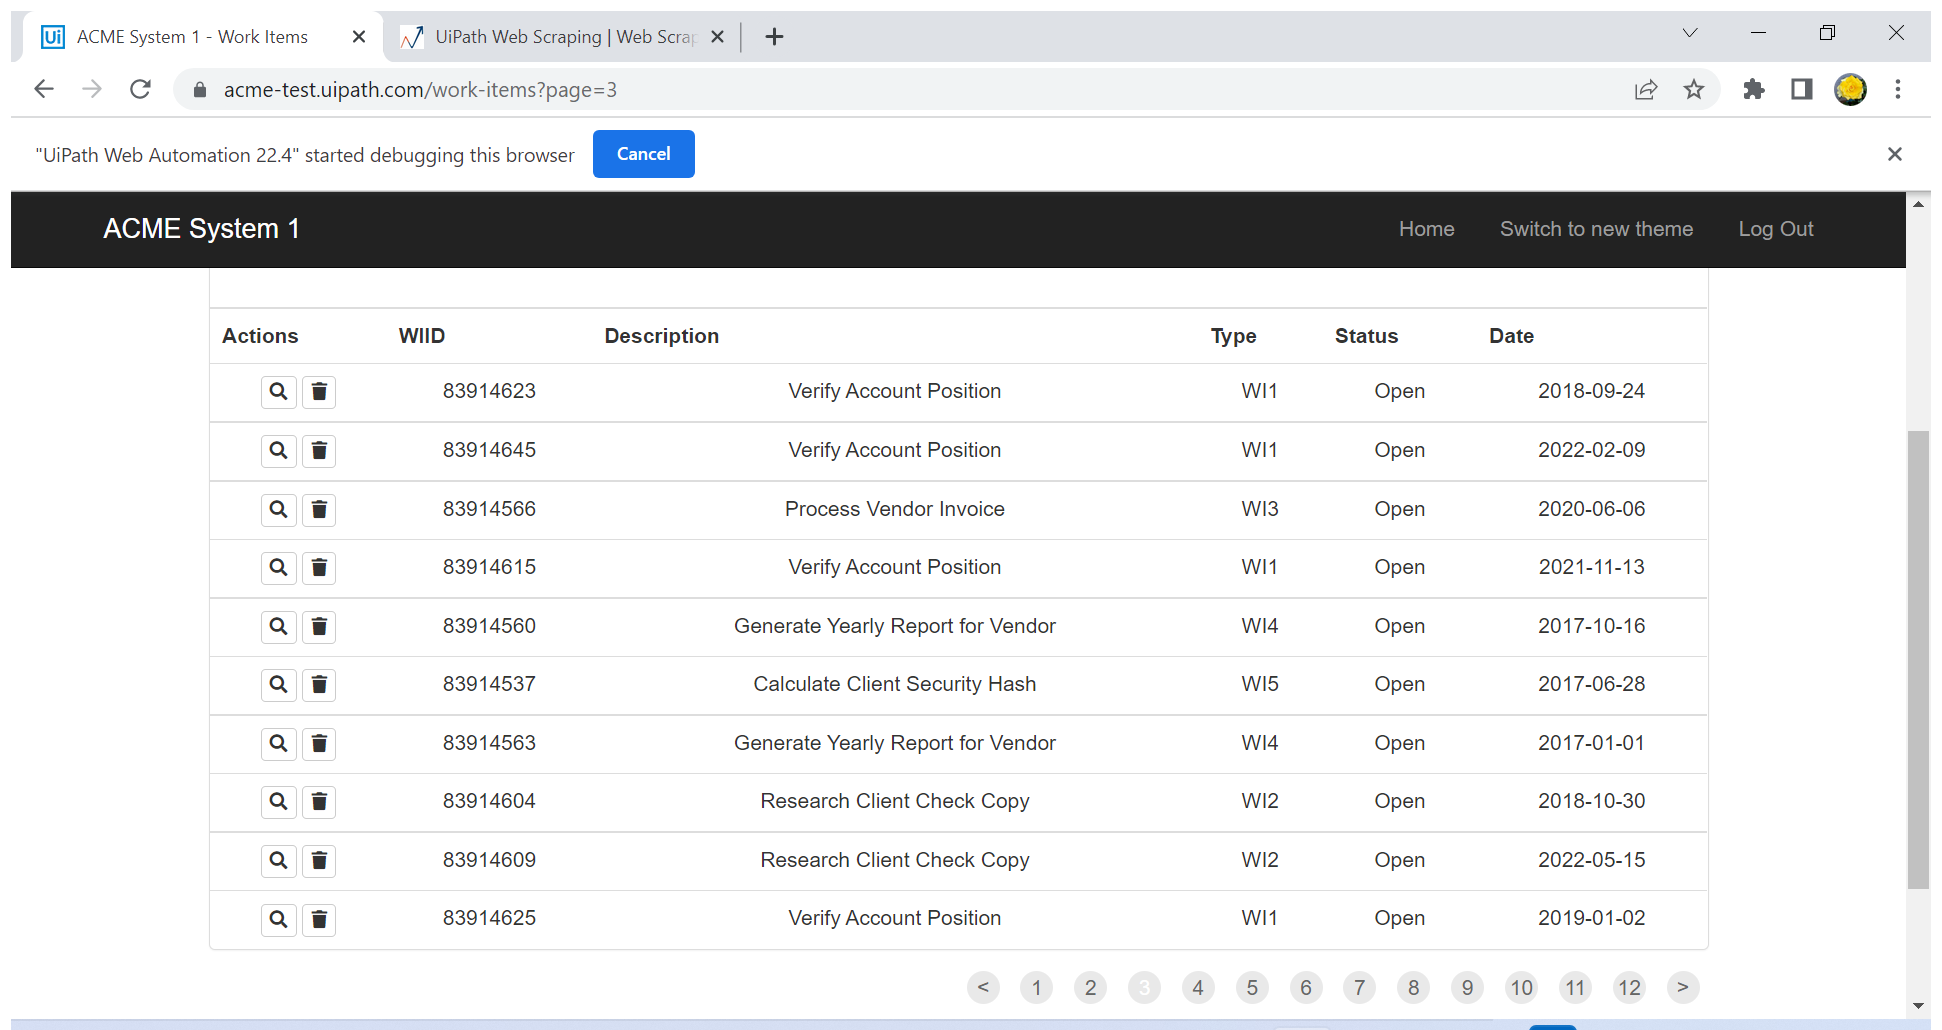 ACME System 1 - Work Items
UiPath Web Scraping | Web Scrap
acme-test.uipath.com/work-items?page=3
"UiPath Web Automation 22.4" started debugging this browser Cancel
ACME System 1 Home Switch to new theme Log Out
Actions WIID Description Type Status Date
83914623 Verify Account Position WI1 Open 2018-09-24
83914645 Verify Account Position WI1 Open 2022-02-09
83914566 Process Vendor Invoice WI3 Open 2020-06-06
83914615 Verify Account Position WI1 Open 2021-11-13
83914560 Generate Yearly Report for Vendor WI4 Open 2017-10-16
83914537 Calculate Client Security Hash WI5 Open 2017-06-28
83914563 Generate Yearly Report for Vendor WI4 Open 2017-01-01
83914604 Research Client Check Copy WI2 Open 2018-10-30
83914609 Research Client Check Copy WI2 Open 2022-05-15
83914625 Verify Account Position WI1 Open 2019-01-02
< 1 2 3 4 5 6 7 8 9 10 11 12 >